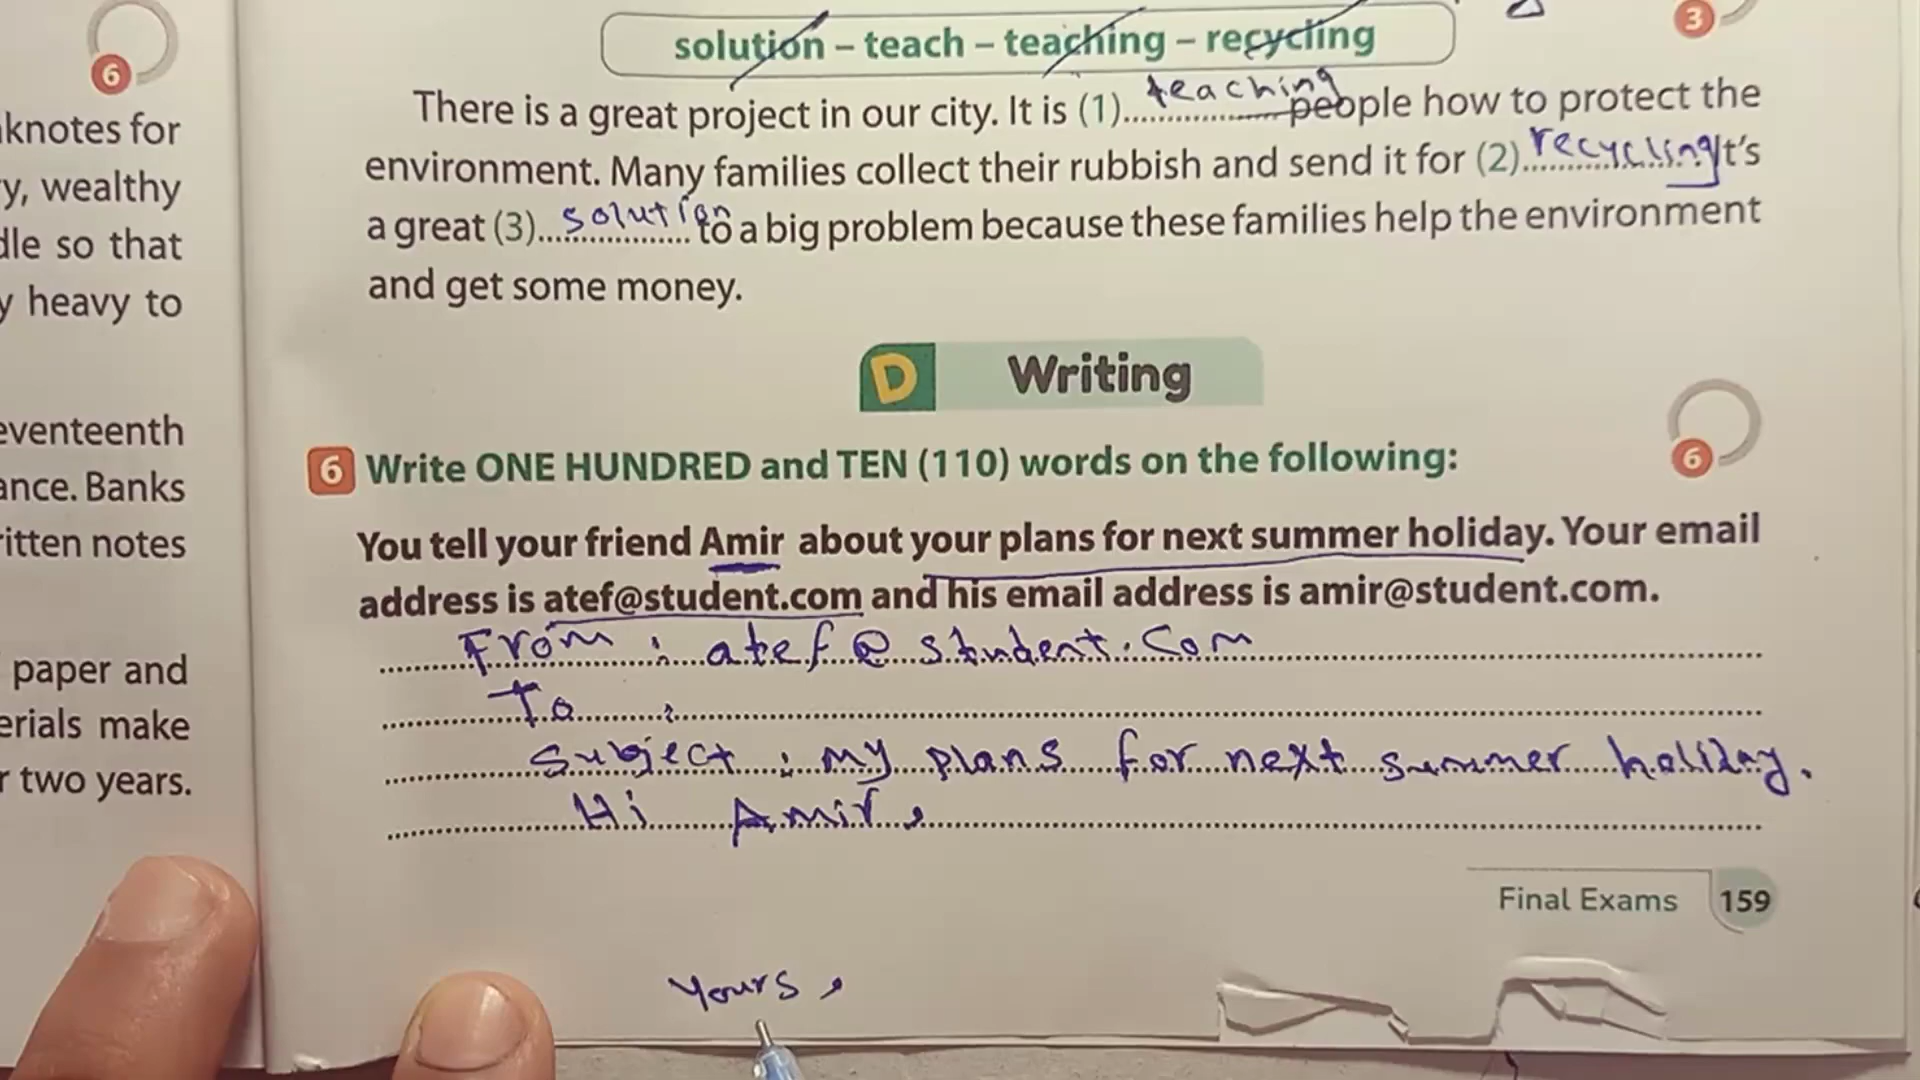 6
3
solution – teach – teaching – recycling
There is a great project in our city. It is (1)..........teaching..........people how to protect the
environment. Many families collect their rubbish and send it for (2)..........recycling..........It's
a great (3)..........solution..........to a big problem because these families help the environment
and get some money.
knotes for
y, wealthy
dle so that
y heavy to
eventeenth
ance. Banks
ritten notes
paper and
erials make
r two years.
D Writing
6 Write ONE HUNDRED and TEN (110) words on the following:
6
You tell your friend Amir about your plans for next summer holiday. Your email
address is atef@student.com and his email address is amir@student.com.
From : atef@student.com
To :
Subject : my plans for next summer holiday.
Hi Amir,
Final Exams 159
Yours,